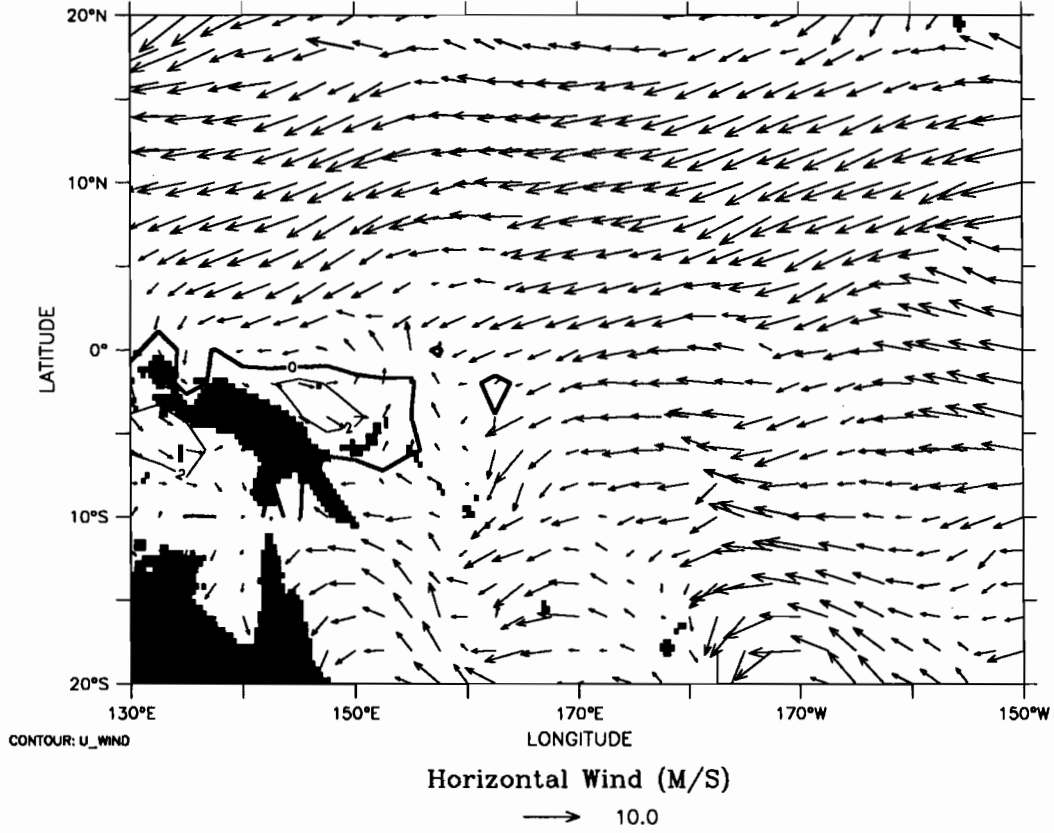 20°N
10°N
0°
10°S
20°S
LATITUDE
0
2
2
130°E 150°E 170°E 170°W 150°W
CONTOUR: U_WIND
LONGITUDE
Horizontal Wind (M/S)
10.0